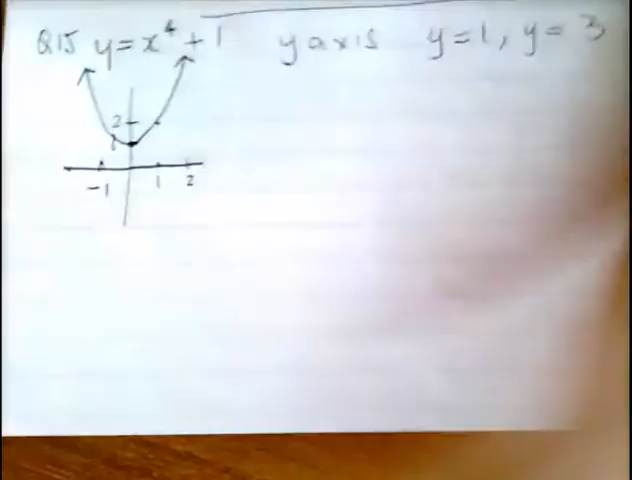 Q15 y = x⁴ + 1 y axis y = 1, y = 3
2
1
-1 1 2